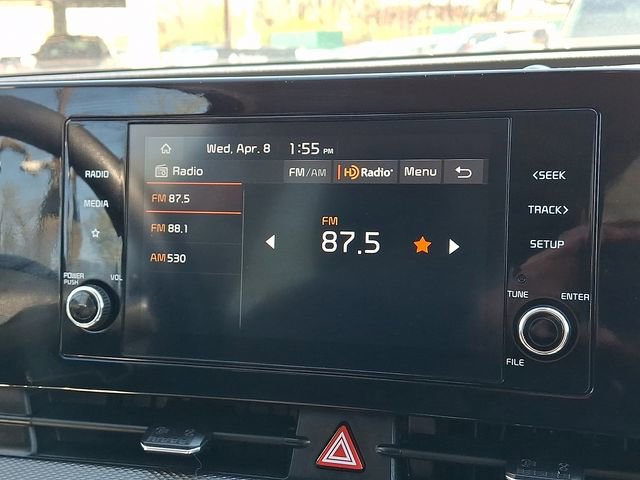 Wed, Apr. 8 1:55 PM
Radio FM/AM HD Radio Menu
FM 87.5
FM 88.1
AM 530
FM
87.5
RADIO
MEDIA
POWER
PUSH
VOL
<SEEK
TRACK>
SETUP
TUNE
ENTER
FILE